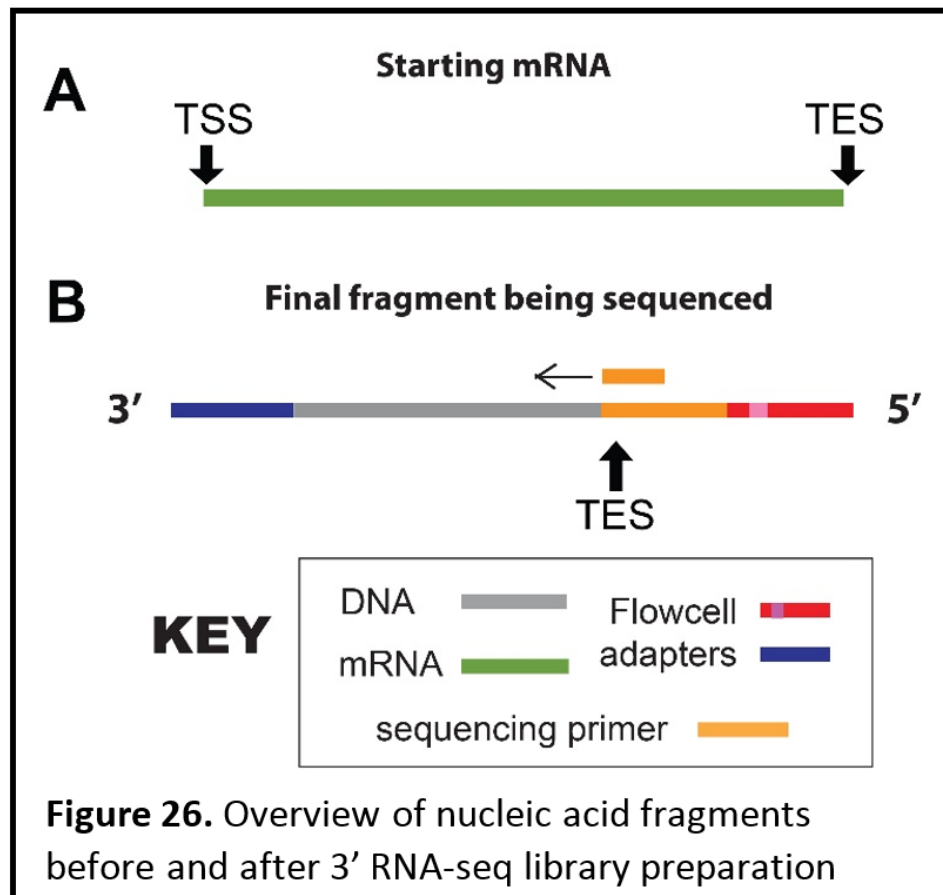 A
Starting mRNA
TSS
TES
B
Final fragment being sequenced
3’
5’
TES
KEY
DNA
mRNA
Flowcell
adapters
sequencing primer
Figure 26. Overview of nucleic acid fragments
before and after 3’ RNA-seq library preparation